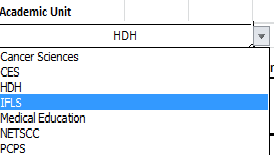 Academic Unit
HDH
Cancer Sciences
CES
HDH
IFLS
Medical Education
NETSCC
PCPS